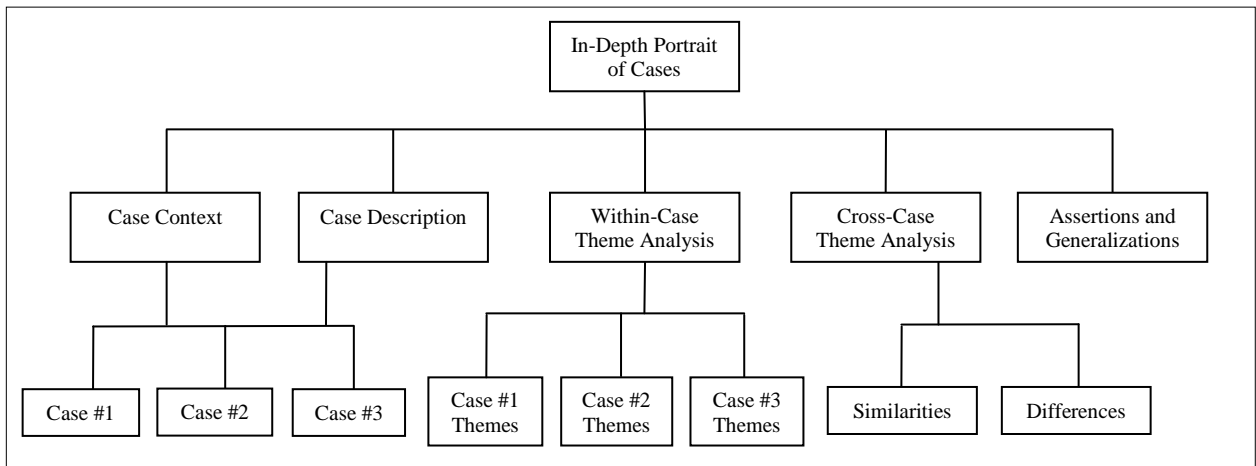 In-Depth Portrait
of Cases
Case Context
Case Description
Within-Case
Theme Analysis
Cross-Case
Theme Analysis
Assertions and
Generalizations
Case #1
Case #2
Case #3
Case #1
Themes
Case #2
Themes
Case #3
Themes
Similarities
Differences